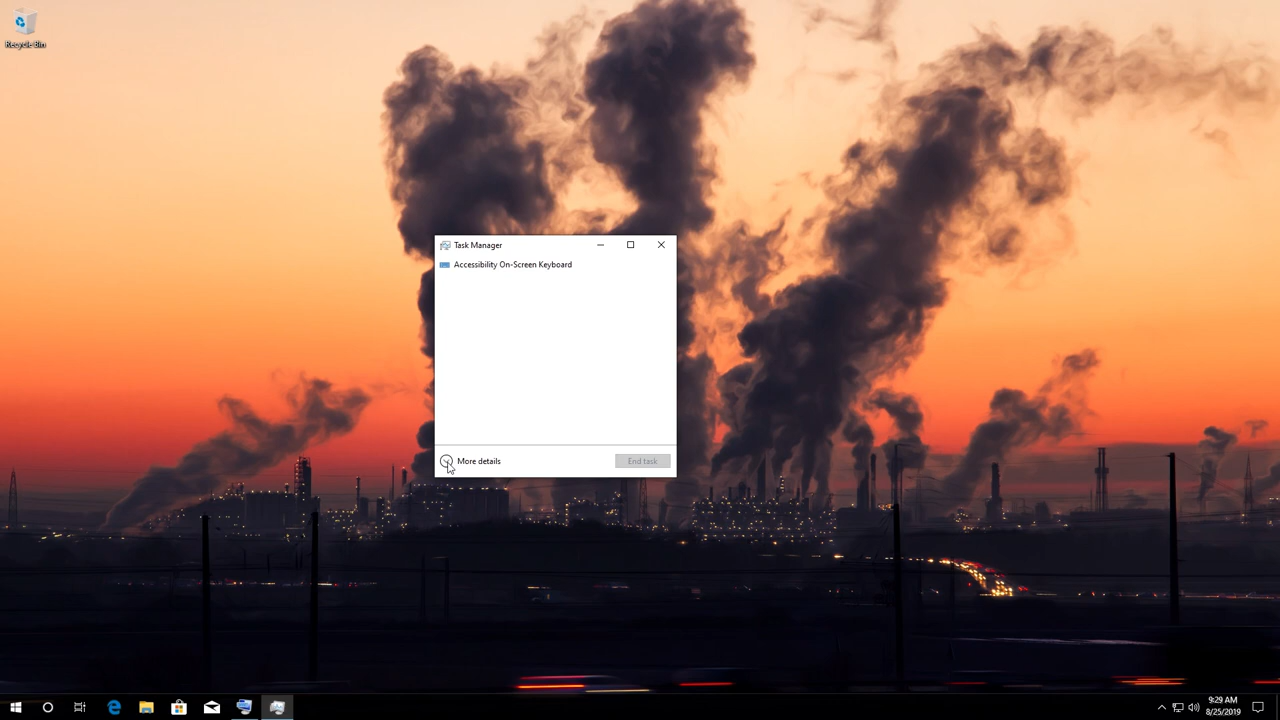 Recycle Bin
Task Manager
Accessibility On-Screen Keyboard
More details
End task
9:29 AM
8/25/2019